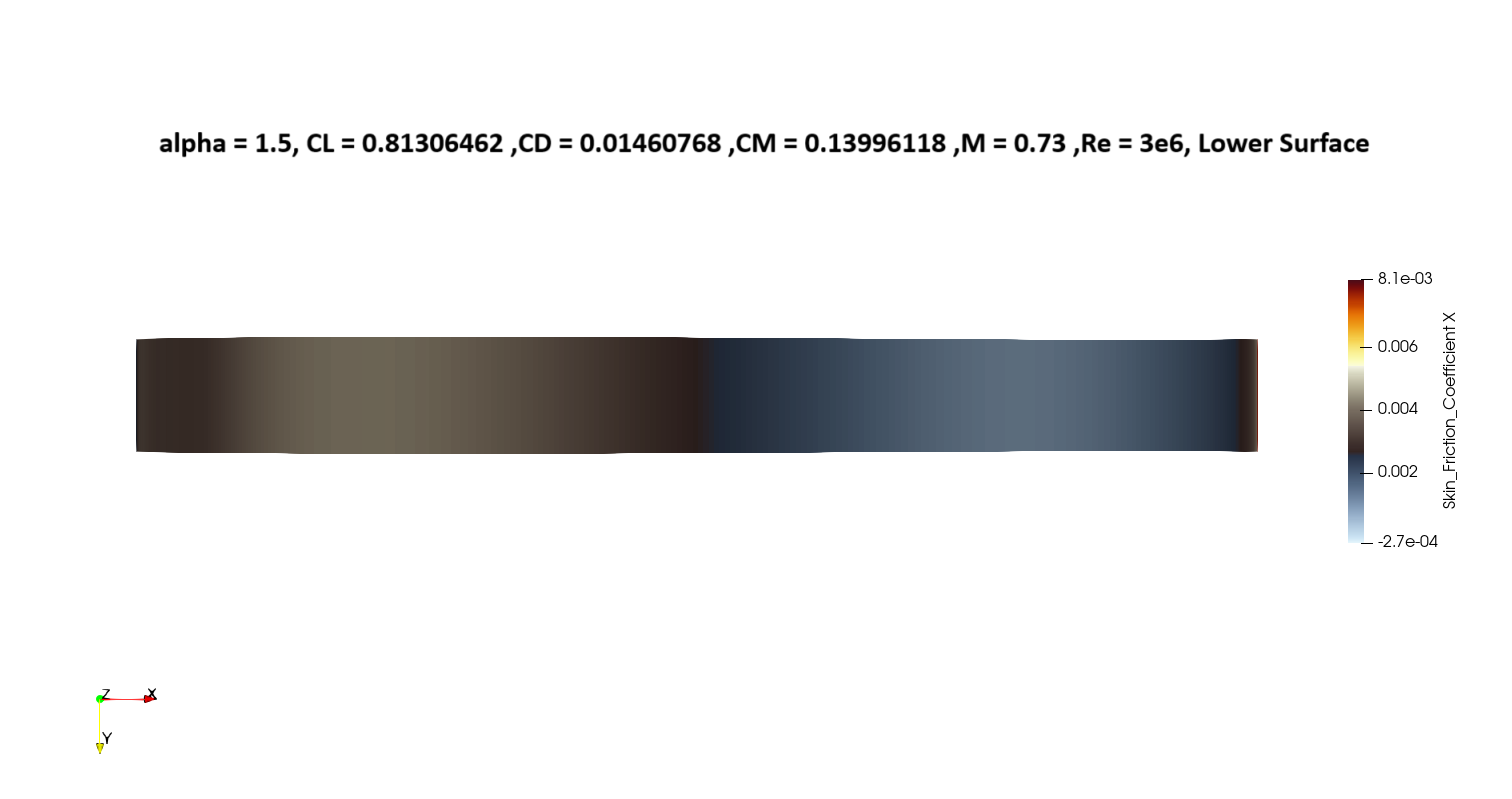 alpha = 1.5, CL = 0.81306462 ,CD = 0.01460768 ,CM = 0.13996118 ,M = 0.73 ,Re = 3e6, Lower Surface
8.1e-03
0.006
0.004
0.002
-2.7e-04
Skin_Friction_Coefficient X
Z
X
Y